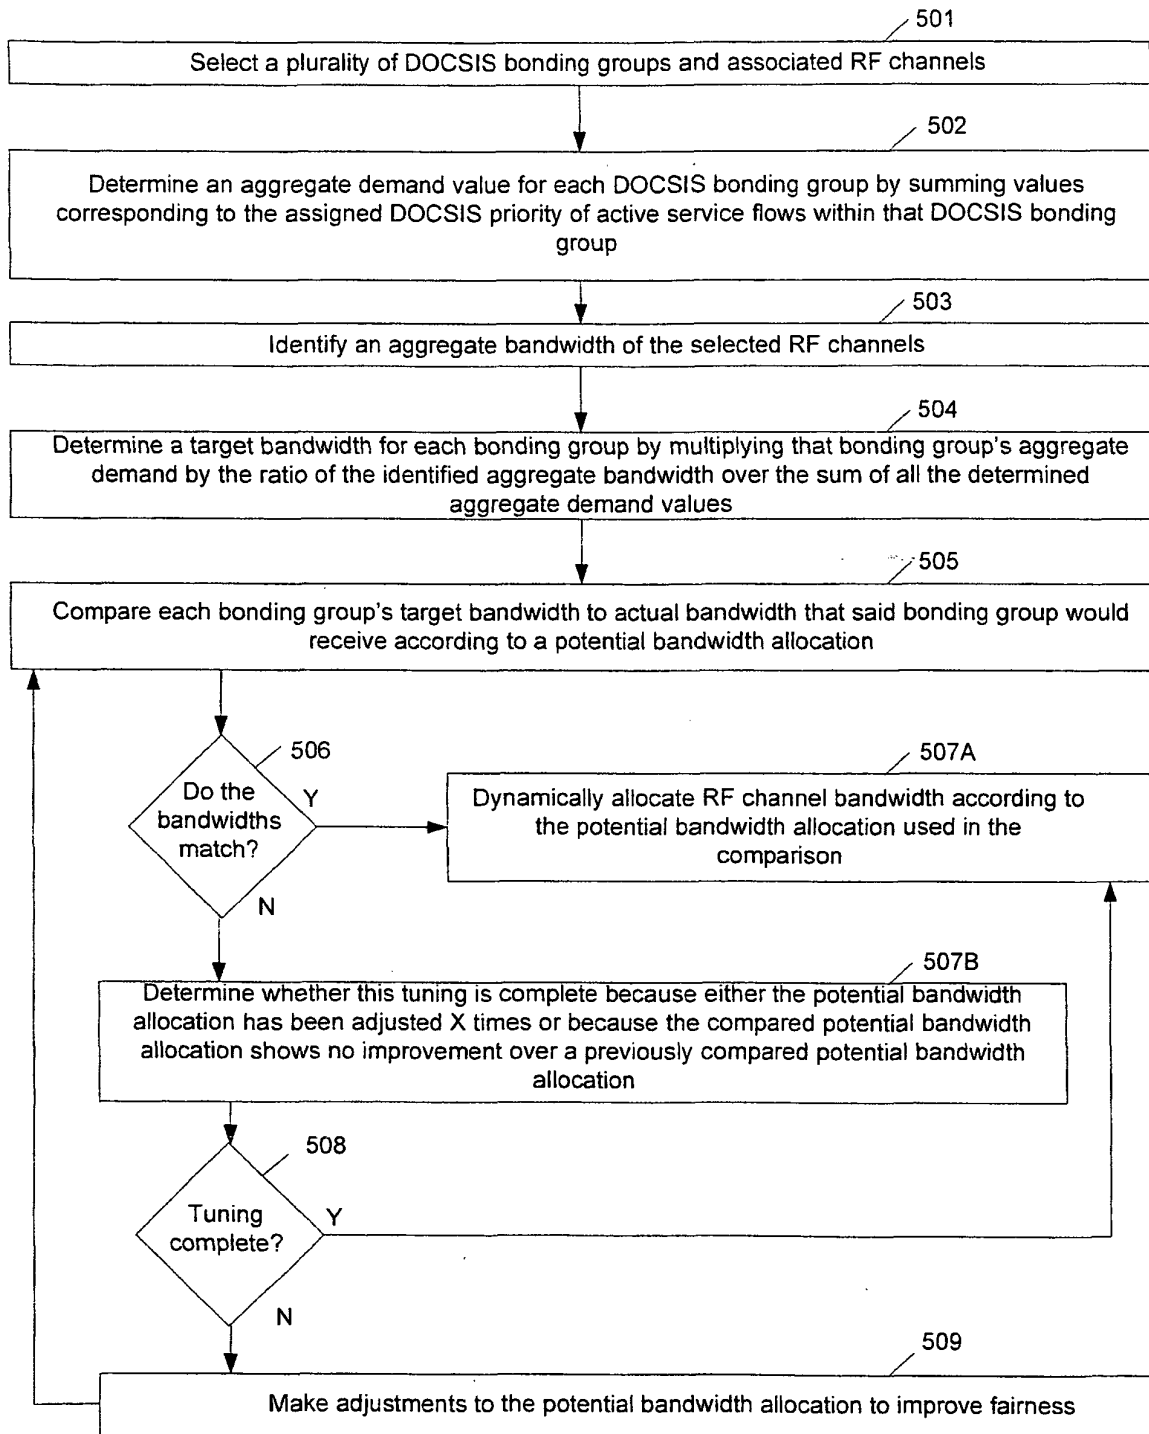 501
Select a plurality of DOCSIS bonding groups and associated RF channels
502
Determine an aggregate demand value for each DOCSIS bonding group by summing values
corresponding to the assigned DOCSIS priority of active service flows within that DOCSIS bonding
group
503
Identify an aggregate bandwidth of the selected RF channels
504
Determine a target bandwidth for each bonding group by multiplying that bonding group's aggregate
demand by the ratio of the identified aggregate bandwidth over the sum of all the determined
aggregate demand values
505
Compare each bonding group's target bandwidth to actual bandwidth that said bonding group would
receive according to a potential bandwidth allocation
506
Do the
bandwidths
match?
Y
N
507A
Dynamically allocate RF channel bandwidth according to
the potential bandwidth allocation used in the
comparison
507B
Determine whether this tuning is complete because either the potential bandwidth
allocation has been adjusted X times or because the compared potential bandwidth
allocation shows no improvement over a previously compared potential bandwidth
allocation
508
Tuning
complete?
Y
N
509
Make adjustments to the potential bandwidth allocation to improve fairness